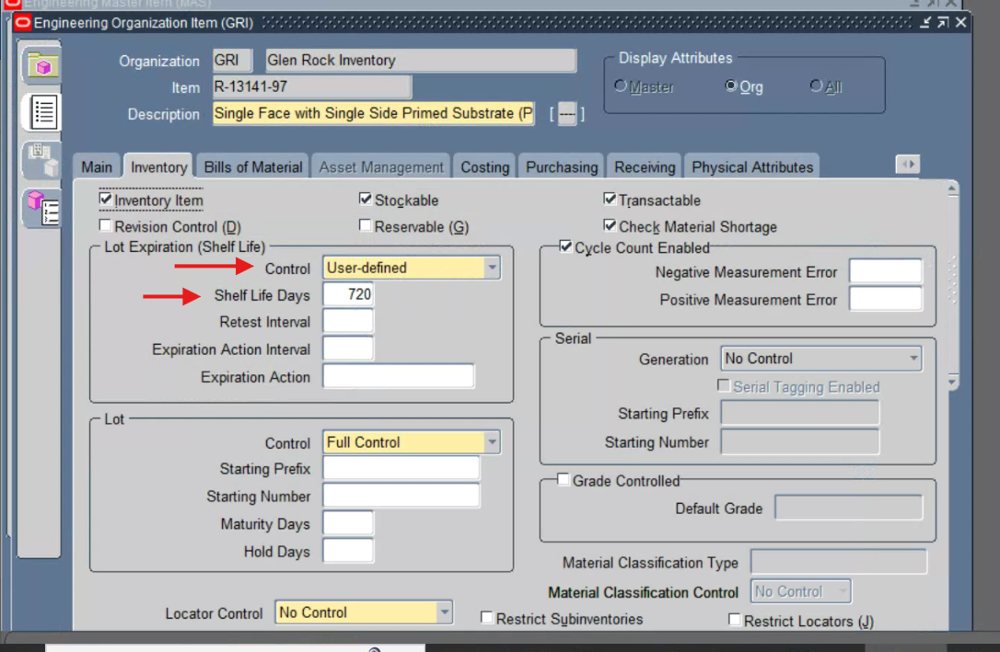 Engineering Master Item (MAS)
Engineering Organization Item (GRI)
Organization GRI Glen Rock Inventory
Item R-13141-97
Description Single Face with Single Side Primed Substrate (P [ --- ]
Display Attributes
Master Org All
Main Inventory Bills of Material Asset Management Costing Purchasing Receiving Physical Attributes
Inventory Item Stockable Transactable
Revision Control (D) Reservable (G) Check Material Shortage
Lot Expiration (Shelf Life)
Control User-defined
Shelf Life Days 720
Retest Interval
Expiration Action Interval
Expiration Action
Cycle Count Enabled
Negative Measurement Error
Positive Measurement Error
Serial
Generation No Control
Serial Tagging Enabled
Starting Prefix
Starting Number
Lot
Control Full Control
Starting Prefix
Starting Number
Maturity Days
Hold Days
Grade Controlled
Default Grade
Material Classification Type
Material Classification Control No Control
Locator Control No Control
Restrict Subinventories
Restrict Locators (J)